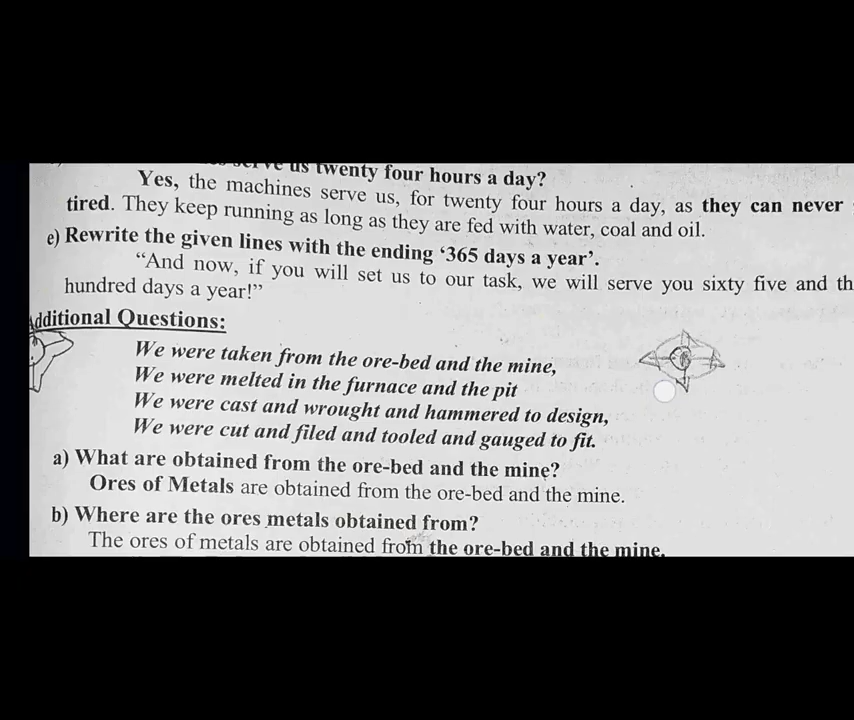 serve us twenty four hours a day?
Yes, the machines serve us, for twenty four hours a day, as they can never
tired. They keep running as long as they are fed with water, coal and oil.
e) Rewrite the given lines with the ending ‘365 days a year’.
“And now, if you will set us to our task, we will serve you sixty five and th
hundred days a year!”
Additional Questions:
We were taken from the ore-bed and the mine,
We were melted in the furnace and the pit
We were cast and wrought and hammered to design,
We were cut and filed and tooled and gauged to fit.
a) What are obtained from the ore-bed and the mine?
Ores of Metals are obtained from the ore-bed and the mine.
b) Where are the ores metals obtained from?
The ores of metals are obtained from the ore-bed and the mine.